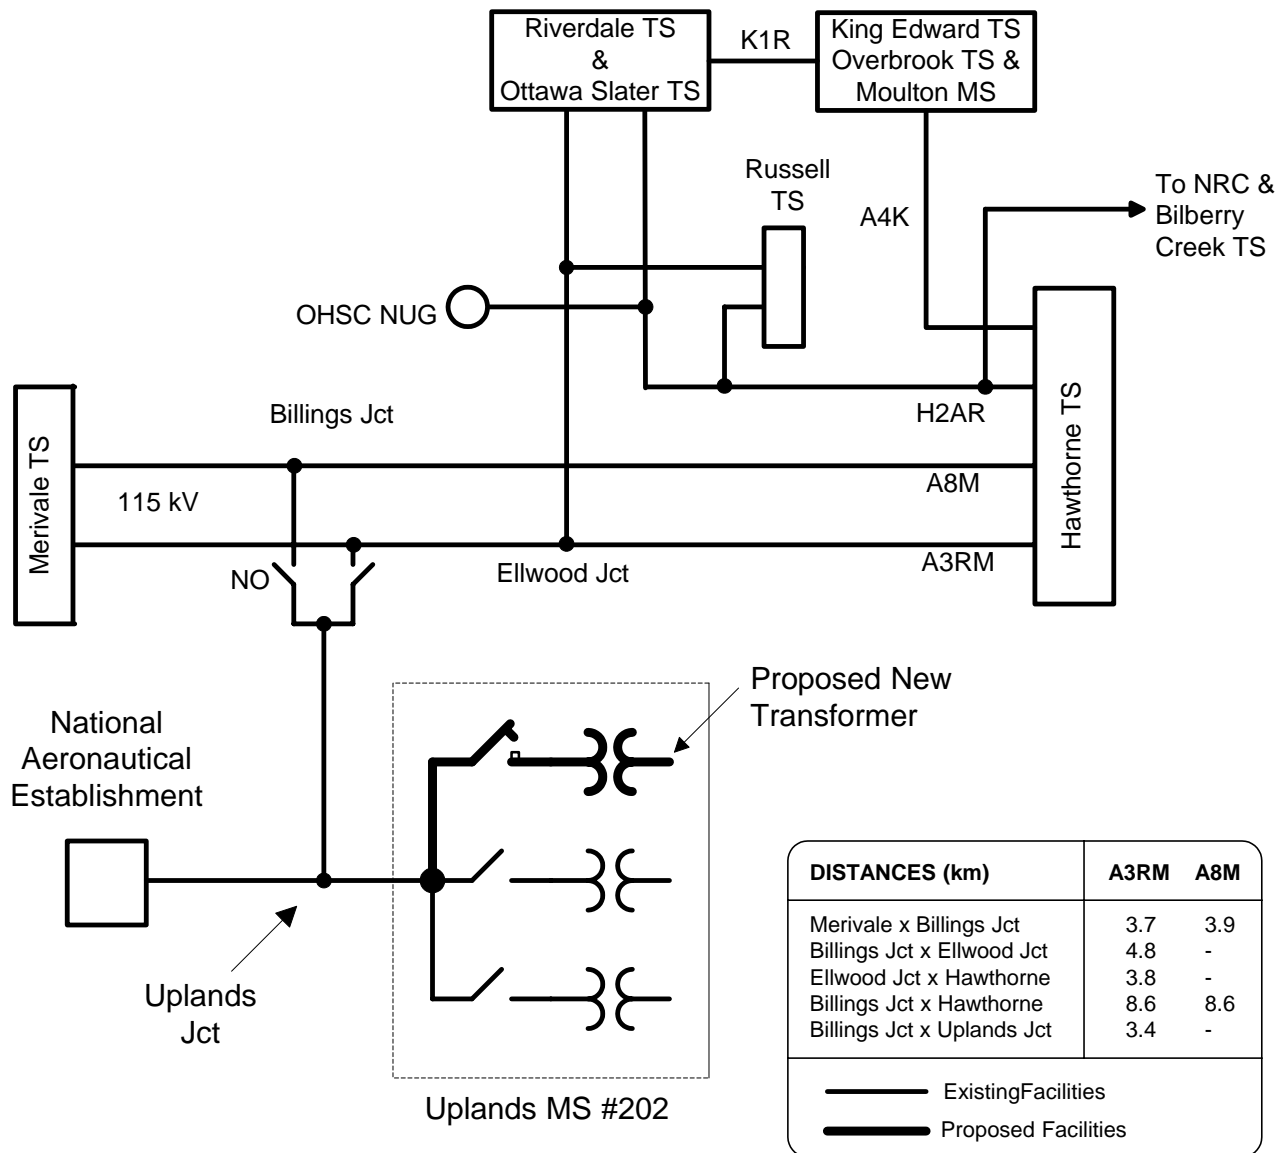 Riverdale TS
&
Ottawa Slater TS
K1R
King Edward TS
Overbrook TS &
Moulton MS
Russell
TS
A4K
To NRC &
Bilberry
Creek TS
OHSC NUG
Merivale TS
Billings Jct
H2AR
Hawthorne TS
115 kV
A8M
NO
Ellwood Jct
A3RM
National
Aeronautical
Establishment
Proposed New
Transformer
Uplands
Jct
Uplands MS #202
DISTANCES (km) A3RM A8M
Merivale x Billings Jct 3.7 3.9
Billings Jct x Ellwood Jct 4.8 -
Ellwood Jct x Hawthorne 3.8 -
Billings Jct x Hawthorne 8.6 8.6
Billings Jct x Uplands Jct 3.4 -
ExistingFacilities
Proposed Facilities